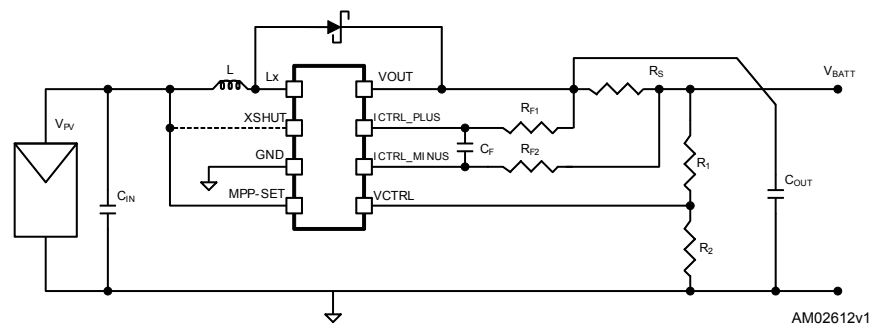 L
Lx
VOUT
RS
VBATT
VPV
XSHUT
ICTRL_PLUS
RF1
GND
ICTRL_MINUS
CF
RF2
R1
CIN
MPP-SET
VCTRL
COUT
R2
AM02612v1